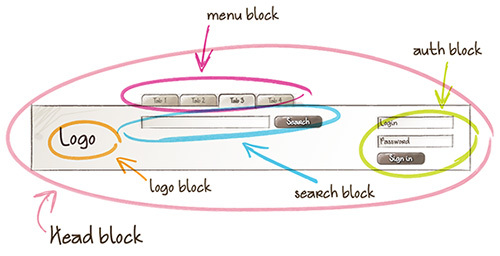 menu block
auth block
Tab 1 Tab 2 Tab 3 Tab 4
Search
Login
Logo
Password
Sign in
logo block
search block
Head block